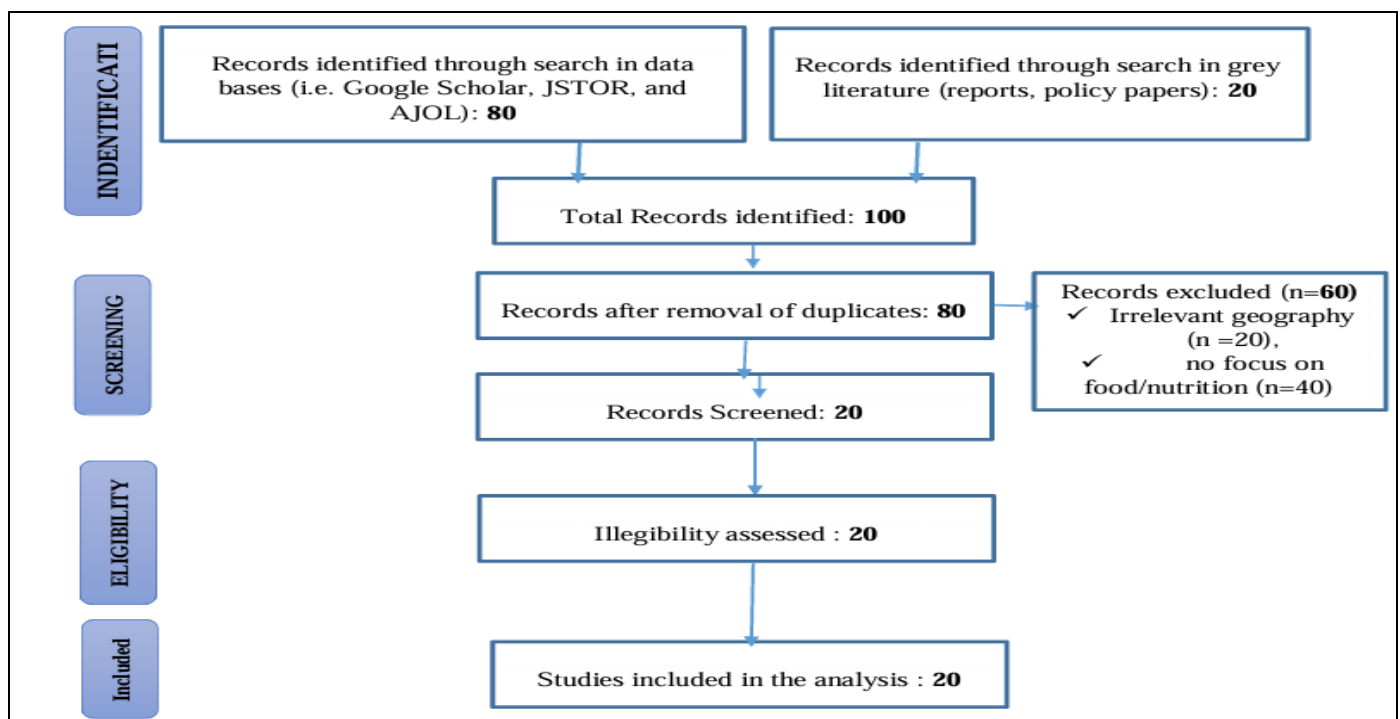 INDENTIFICATI
Records identified through search in data
bases (i.e. Google Scholar, JSTOR, and
AJOL): 80
Records identified through search in grey
literature (reports, policy papers): 20
Total Records identified: 100
SCREENING
Records after removal of duplicates: 80
Records excluded (n=60)
✓ Irrelevant geography
(n =20),
✓ no focus on
food/nutrition (n=40)
Records Screened: 20
ELIGIBILITY
Illegibility assessed : 20
Included
Studies included in the analysis : 20